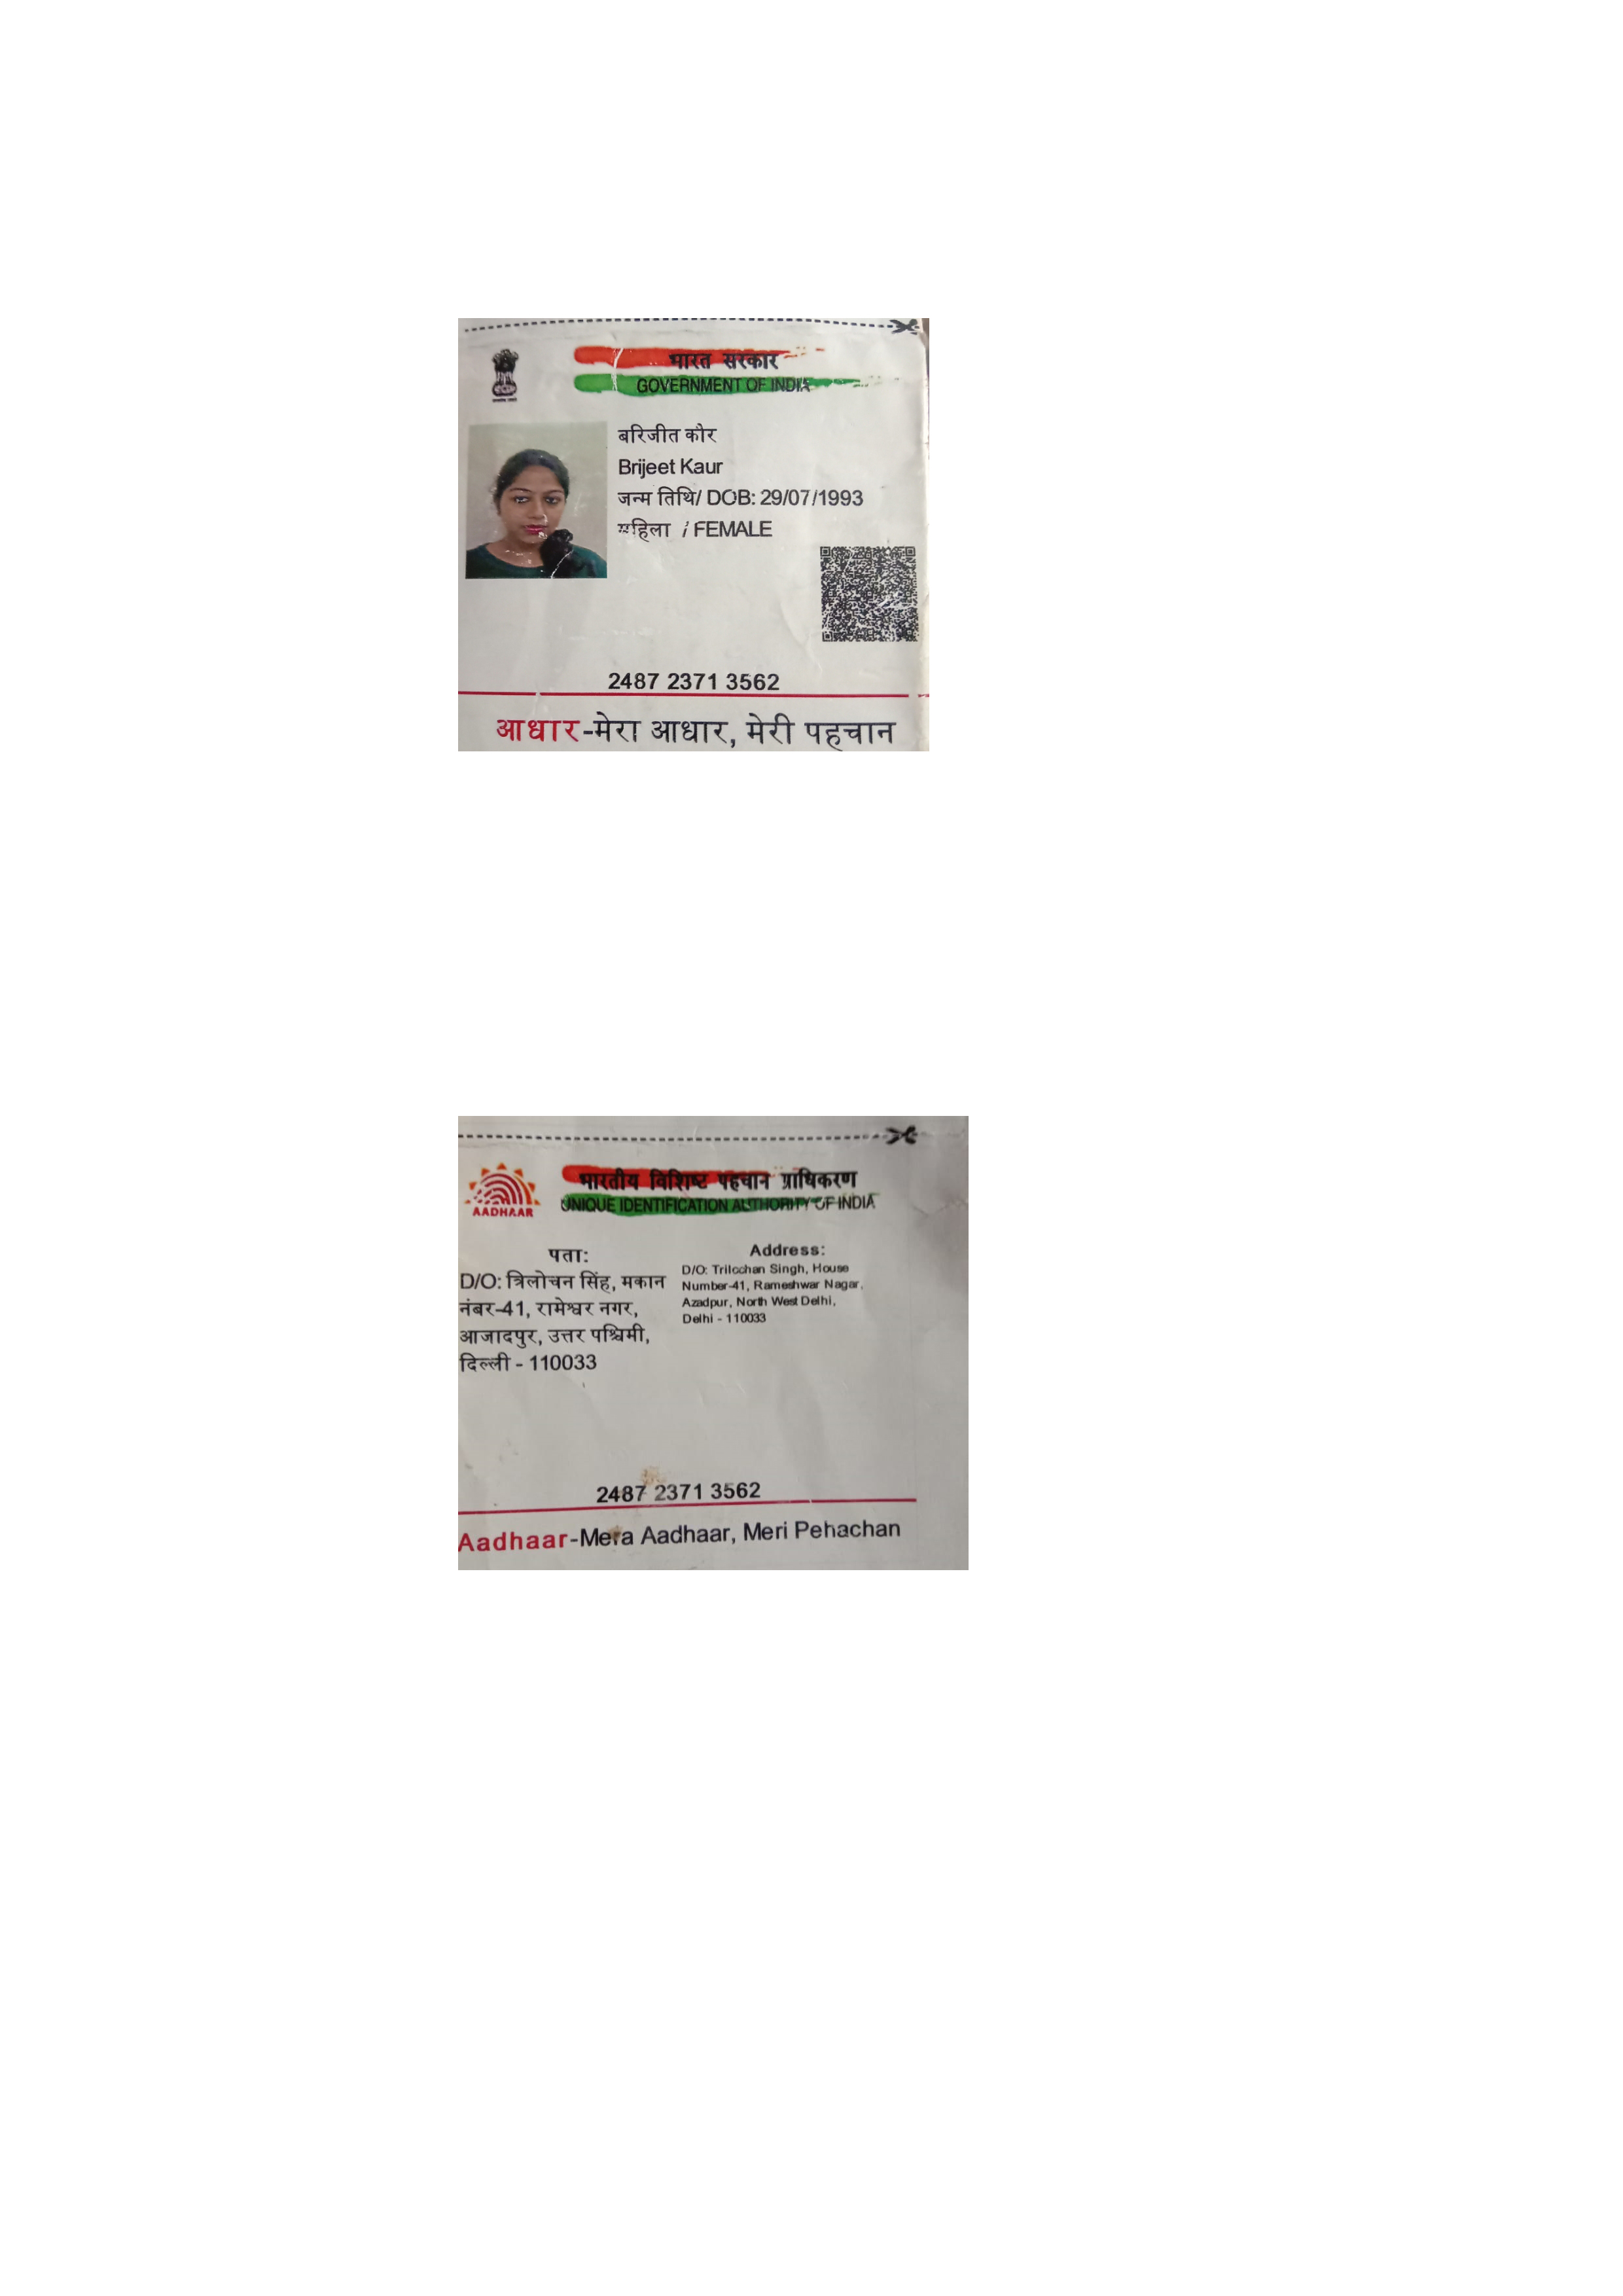 भारत सरकार
GOVERNMENT OF INDIA
बरिजीत कौर
Brijeet Kaur
जन्म तिथि/ DOB: 29/07/1993
महिला / FEMALE
2487 2371 3562
आधार-मेरा आधार, मेरी पहचान
भारतीय विशिष्ट पहचान प्राधिकरण
AADHAAR
UNIQUE IDENTIFICATION AUTHORITY OF INDIA
पता:
D/O: त्रिलोचन सिंह, मकान
नंबर-41, रामेश्वर नगर,
आजादपुर, उत्तर पश्चिमी,
दिल्ली - 110033
Address:
D/O: Trilochan Singh, House
Number-41, Rameshwar Nagar,
Azadpur, North West Delhi,
Delhi - 110033
2487 2371 3562
Aadhaar-Mera Aadhaar, Meri Pehachan